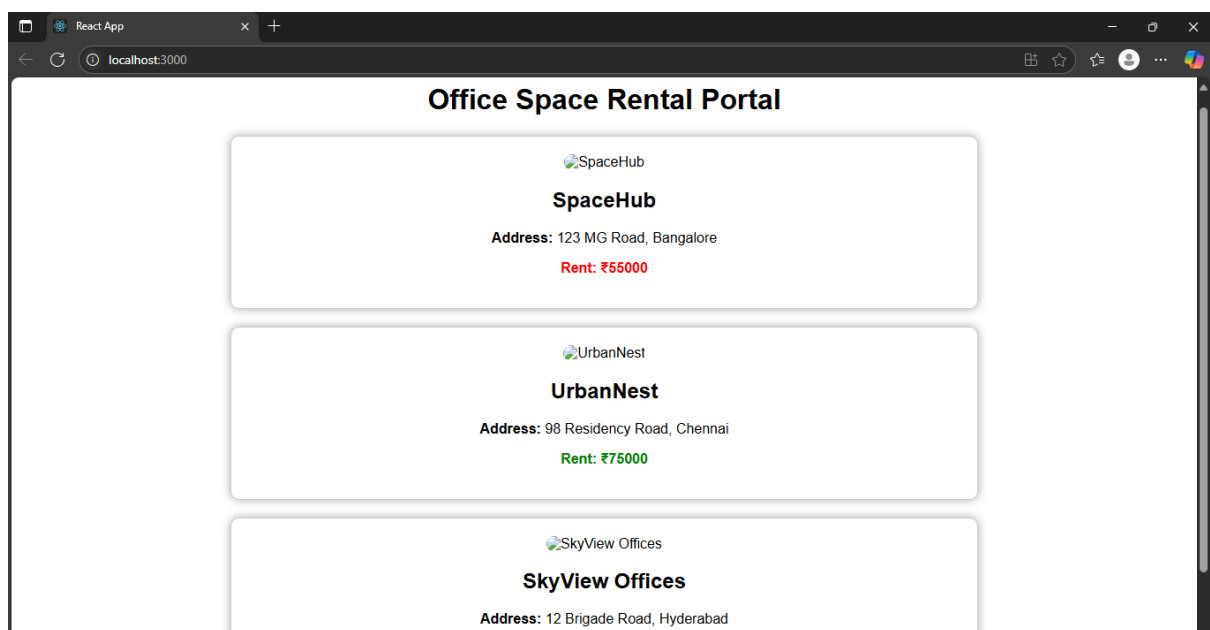 React App
localhost:3000
Office Space Rental Portal
SpaceHub
SpaceHub
Address: 123 MG Road, Bangalore
Rent: ₹55000
UrbanNest
UrbanNest
Address: 98 Residency Road, Chennai
Rent: ₹75000
SkyView Offices
SkyView Offices
Address: 12 Brigade Road, Hyderabad